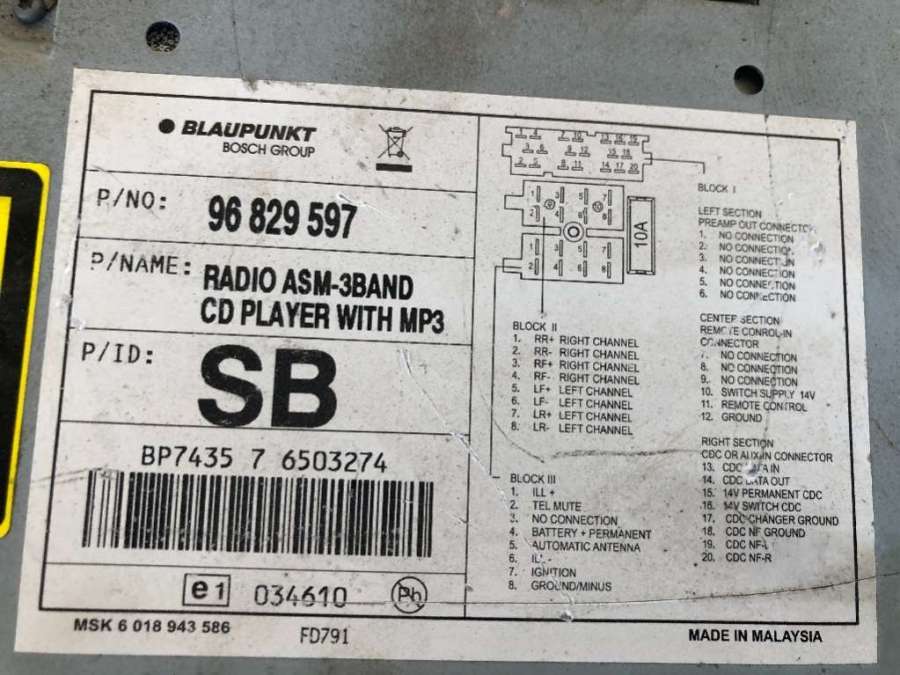 BLAUPUNKT
BOSCH GROUP
P/NO: 96 829 597
P/NAME: RADIO ASM-3BAND
CD PLAYER WITH MP3
P/ID: SB
BP7435 7 6503274
e1 034610 Pb
MSK 6 018 943 586
FD791
10A
BLOCK I
LEFT SECTION
PREAMP OUT CONNECTOR
1. NO CONNECTION
2. NO CONNECTION
3. NO CONNECTION
4. NO CONNECTION
5. NO CONNECTION
6. NO CONNECTION
CENTER SECTION
REMOTE CONTROL-IN
CONNECTOR
7. NO CONNECTION
8. NO CONNECTION
9. NO CONNECTION
10. SWITCH SUPPLY 14V
11. REMOTE CONTROL
12. GROUND
RIGHT SECTION
CDC OR AUX-IN CONNECTOR
13. CDC DATA IN
14. CDC DATA OUT
15. 14V PERMANENT CDC
16. 14V SWITCH CDC
17. CDC CHANGER GROUND
18. CDC NF GROUND
19. CDC NF-L
20. CDC NF-R
BLOCK II
1. RR+ RIGHT CHANNEL
2. RR- RIGHT CHANNEL
3. RF+ RIGHT CHANNEL
4. RF- RIGHT CHANNEL
5. LF+ LEFT CHANNEL
6. LF- LEFT CHANNEL
7. LR+ LEFT CHANNEL
8. LR- LEFT CHANNEL
BLOCK III
1. ILL +
2. TEL MUTE
3. NO CONNECTION
4. BATTERY + PERMANENT
5. AUTOMATIC ANTENNA
6. ILL -
7. IGNITION
8. GROUND/MINUS
MADE IN MALAYSIA